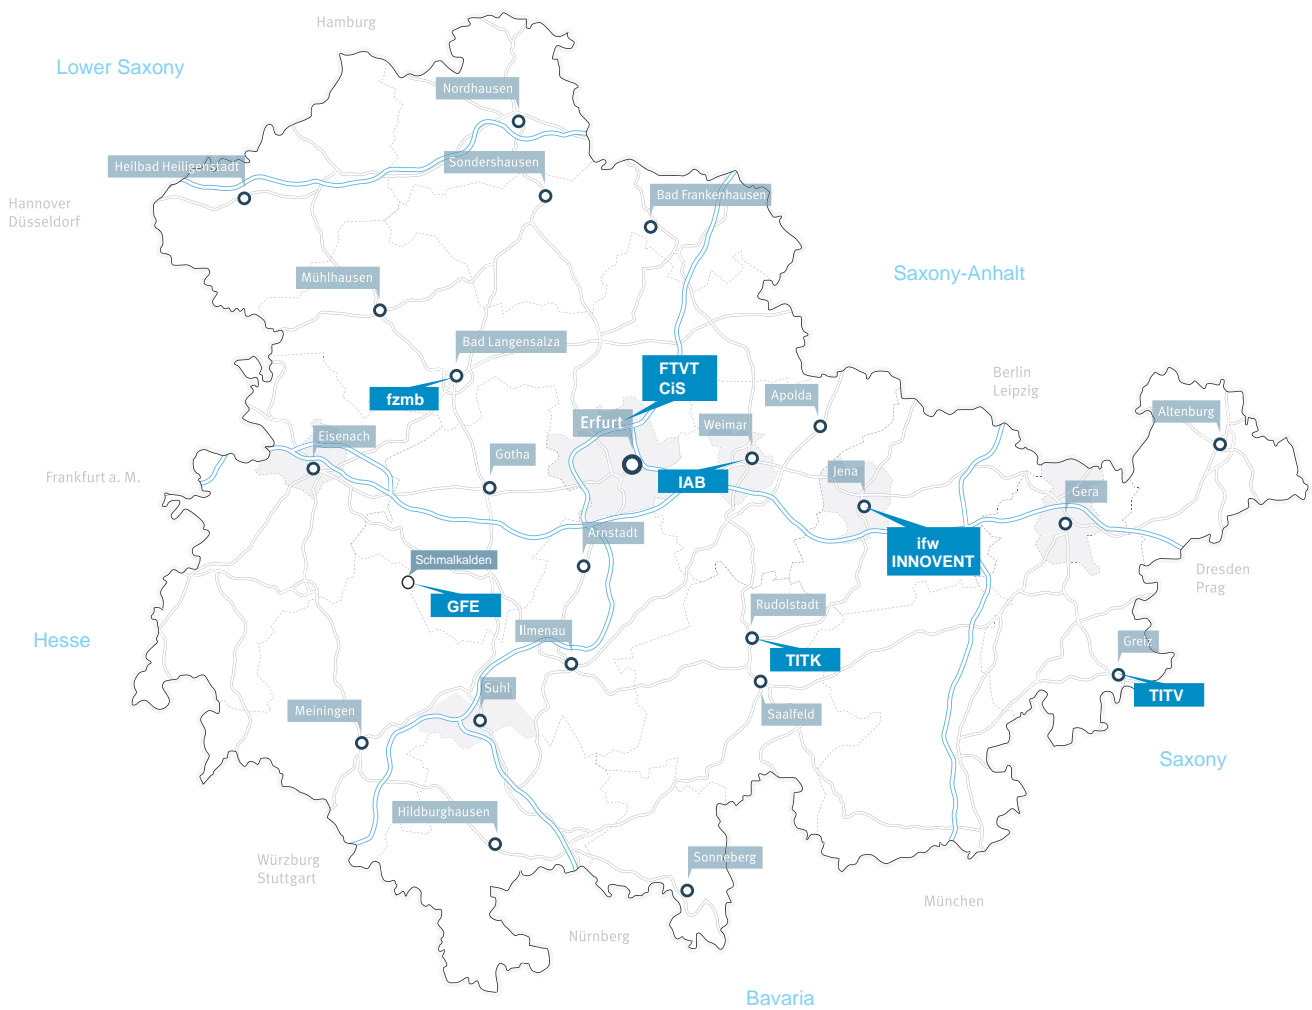 Hamburg
Lower Saxony
Nordhausen
Heilbad Heiligenstadt
Sondershausen
Bad Frankenhausen
Hannover
Düsseldorf
Saxony-Anhalt
Mühlhausen
Bad Langensalza
FTVT
CiS
fzmb
Berlin
Leipzig
Apolda
Altenburg
Erfurt
Weimar
Eisenach
Gotha
Jena
Frankfurt a. M.
IAB
Gera
Arnstadt
ifw
INNOVENT
Schmalkalden
Dresden
Prag
GFE
Rudolstadt
Ilmenau
Hesse
Greiz
TITK
Suhl
TITV
Meiningen
Saalfeld
Saxony
Hildburghausen
Sonneberg
Würzburg
Stuttgart
München
Nürnberg
Bavaria